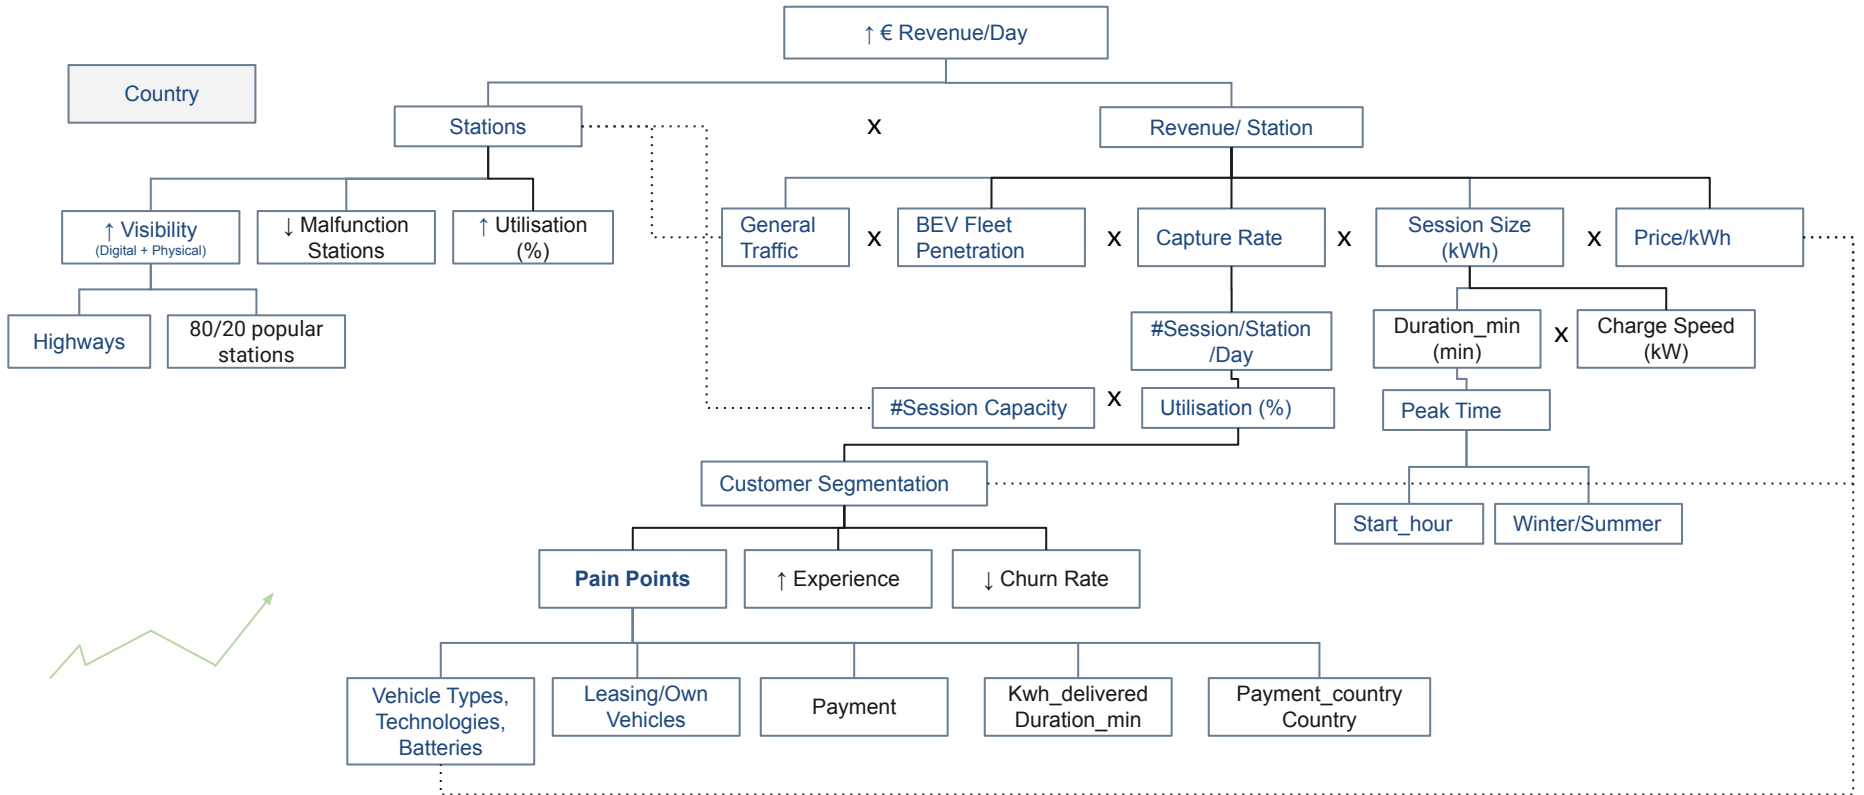 ↑ € Revenue/Day
Country
Stations
x
Revenue/ Station
↑ Visibility
(Digital + Physical)
↓ Malfunction
Stations
↑ Utilisation
(%)
General
Traffic
x
BEV Fleet
Penetration
x
Capture Rate
x
Session Size
(kWh)
x
Price/kWh
Highways
80/20 popular
stations
#Session/Station
/Day
Duration_min
(min)
x
Charge Speed
(kW)
#Session Capacity
x
Utilisation (%)
Peak Time
Customer Segmentation
Start_hour
Winter/Summer
Pain Points
↑ Experience
↓ Churn Rate
Vehicle Types,
Technologies,
Batteries
Leasing/Own
Vehicles
Payment
Kwh_delivered
Duration_min
Payment_country
Country